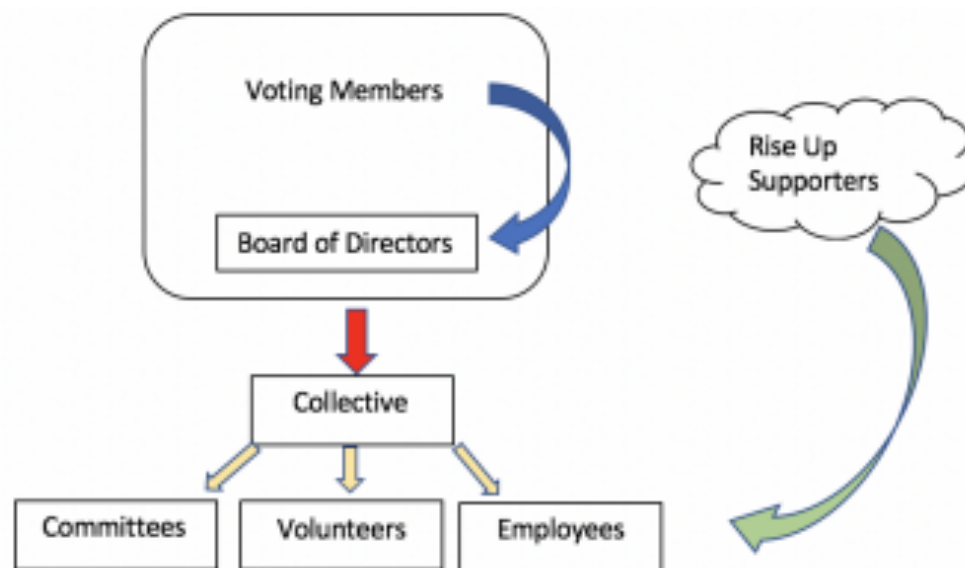 Voting Members
Rise Up
Supporters
Board of Directors
Collective
Committees
Volunteers
Employees